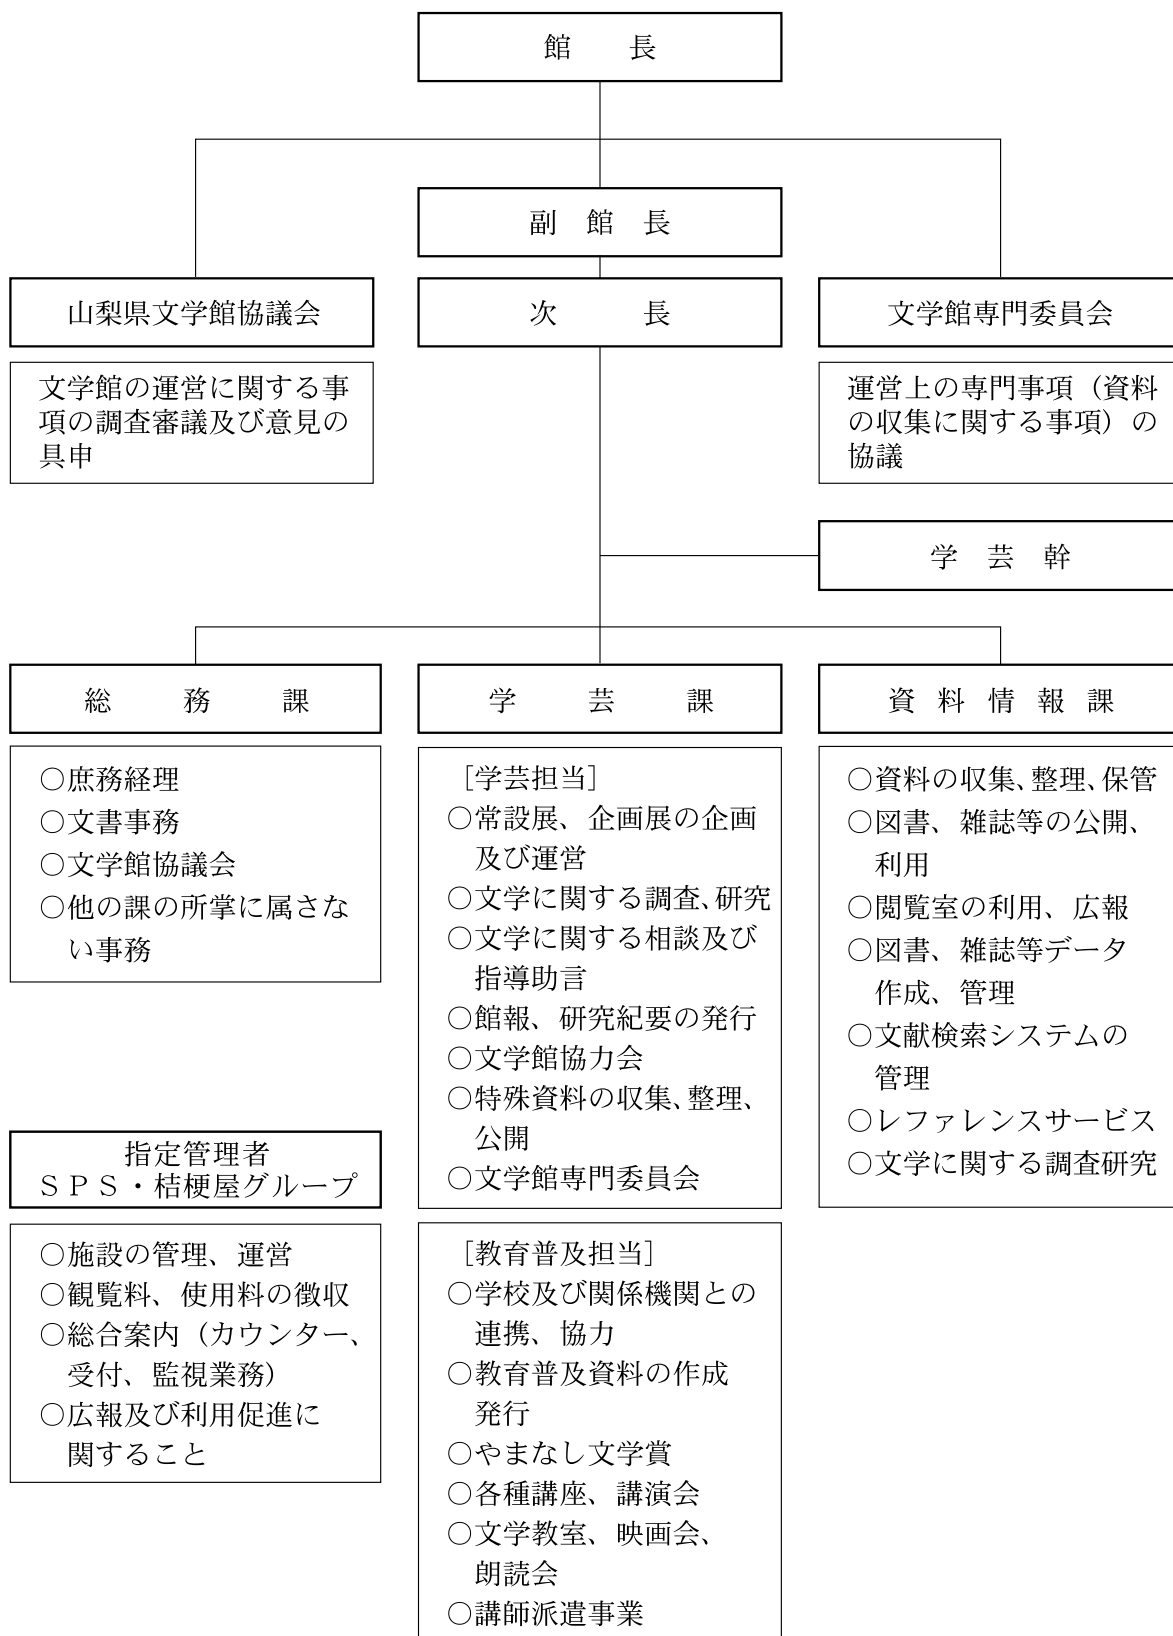 館長
副館長
山梨県文学館協議会
次長
文学館専門委員会
文学館の運営に関する事
項の調査審議及び意見の
具申
運営上の専門事項（資料
の収集に関する事項）の
協議
学芸幹
総務課
○庶務経理
○文書事務
○文学館協議会
○他の課の所掌に属さな
い事務
学芸課
［学芸担当］
○常設展、企画展の企画
及び運営
○文学に関する調査、研究
○文学に関する相談及び
指導助言
○館報、研究紀要の発行
○文学館協力会
○特殊資料の収集、整理、
公開
○文学館専門委員会
［教育普及担当］
○学校及び関係機関との
連携、協力
○教育普及資料の作成
発行
○やまなし文学賞
○各種講座、講演会
○文学教室、映画会、
朗読会
○講師派遣事業
資料情報課
○資料の収集、整理、保管
○図書、雑誌等の公開、
利用
○閲覧室の利用、広報
○図書、雑誌等データ
作成、管理
○文献検索システムの
管理
○レファレンスサービス
○文学に関する調査研究
指定管理者
ＳＰＳ・桔梗屋グループ
○施設の管理、運営
○観覧料、使用料の徴収
○総合案内（カウンター、
受付、監視業務）
○広報及び利用促進に
関すること